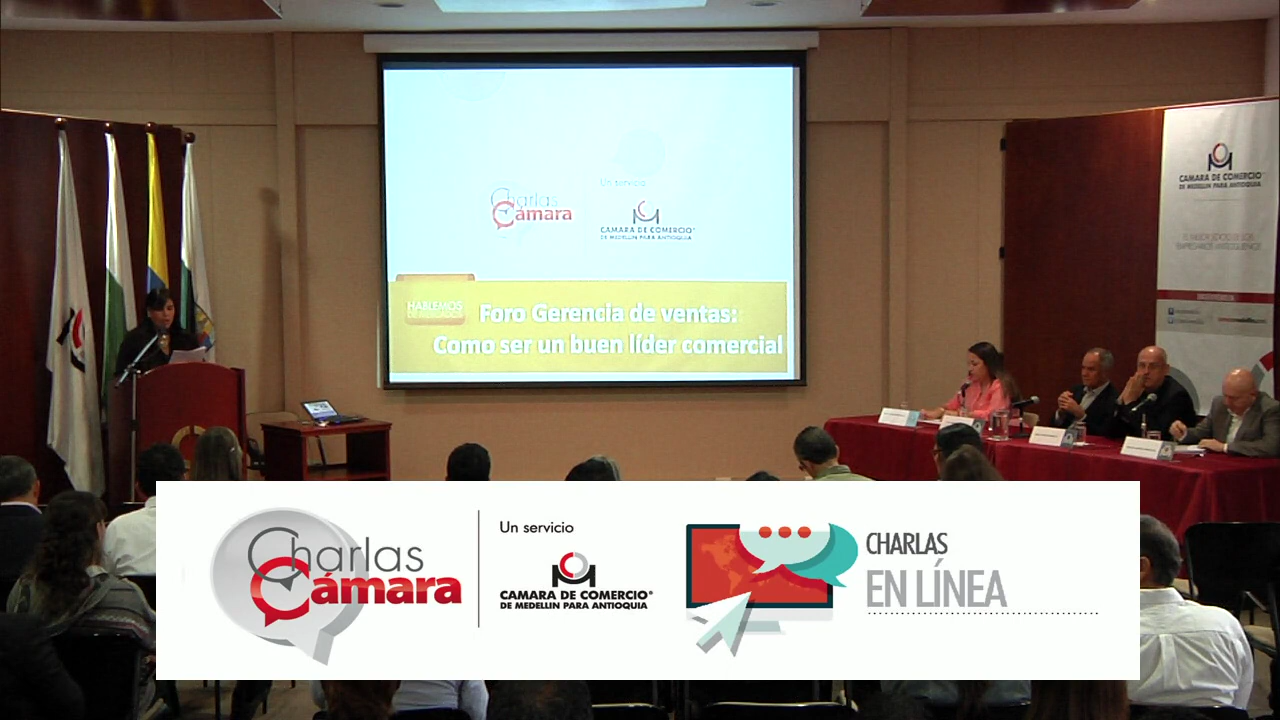 Un servicio
Charlas
Cámara
CAMARA DE COMERCIO®
DE MEDELLIN PARA ANTIOQUIA
HABLEMOS
DE MERCADEO
Foro Gerencia de ventas:
Como ser un buen líder comercial
CAMARA DE COMERCIO
DE MEDELLIN PARA ANTIOQUIA
Charlas
Cámara
Un servicio
CAMARA DE COMERCIO®
DE MEDELLIN PARA ANTIOQUIA
CHARLAS
EN LÍNEA